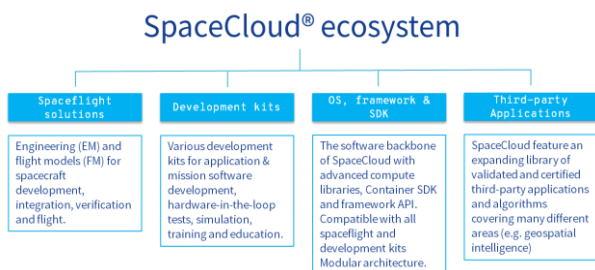 SpaceCloud® ecosystem
Spaceflight
solutions
Engineering (EM) and
flight models (FM) for
spacecraft
development,
integration, verification
and flight.
Development kits
Various development
kits for application &
mission software
development,
hardware-in-the-loop
tests, simulation,
training and education.
OS, framework &
SDK
The software backbone
of SpaceCloud with
advanced compute
libraries, Container SDK
and framework API.
Compatible with all
spaceflight and
development kits
Modular architecture.
Third-party
Applications
SpaceCloud feature an
expanding library of
validated and certified
third-party applications
and algorithms
covering many different
areas (e.g. geospatial
intelligence)